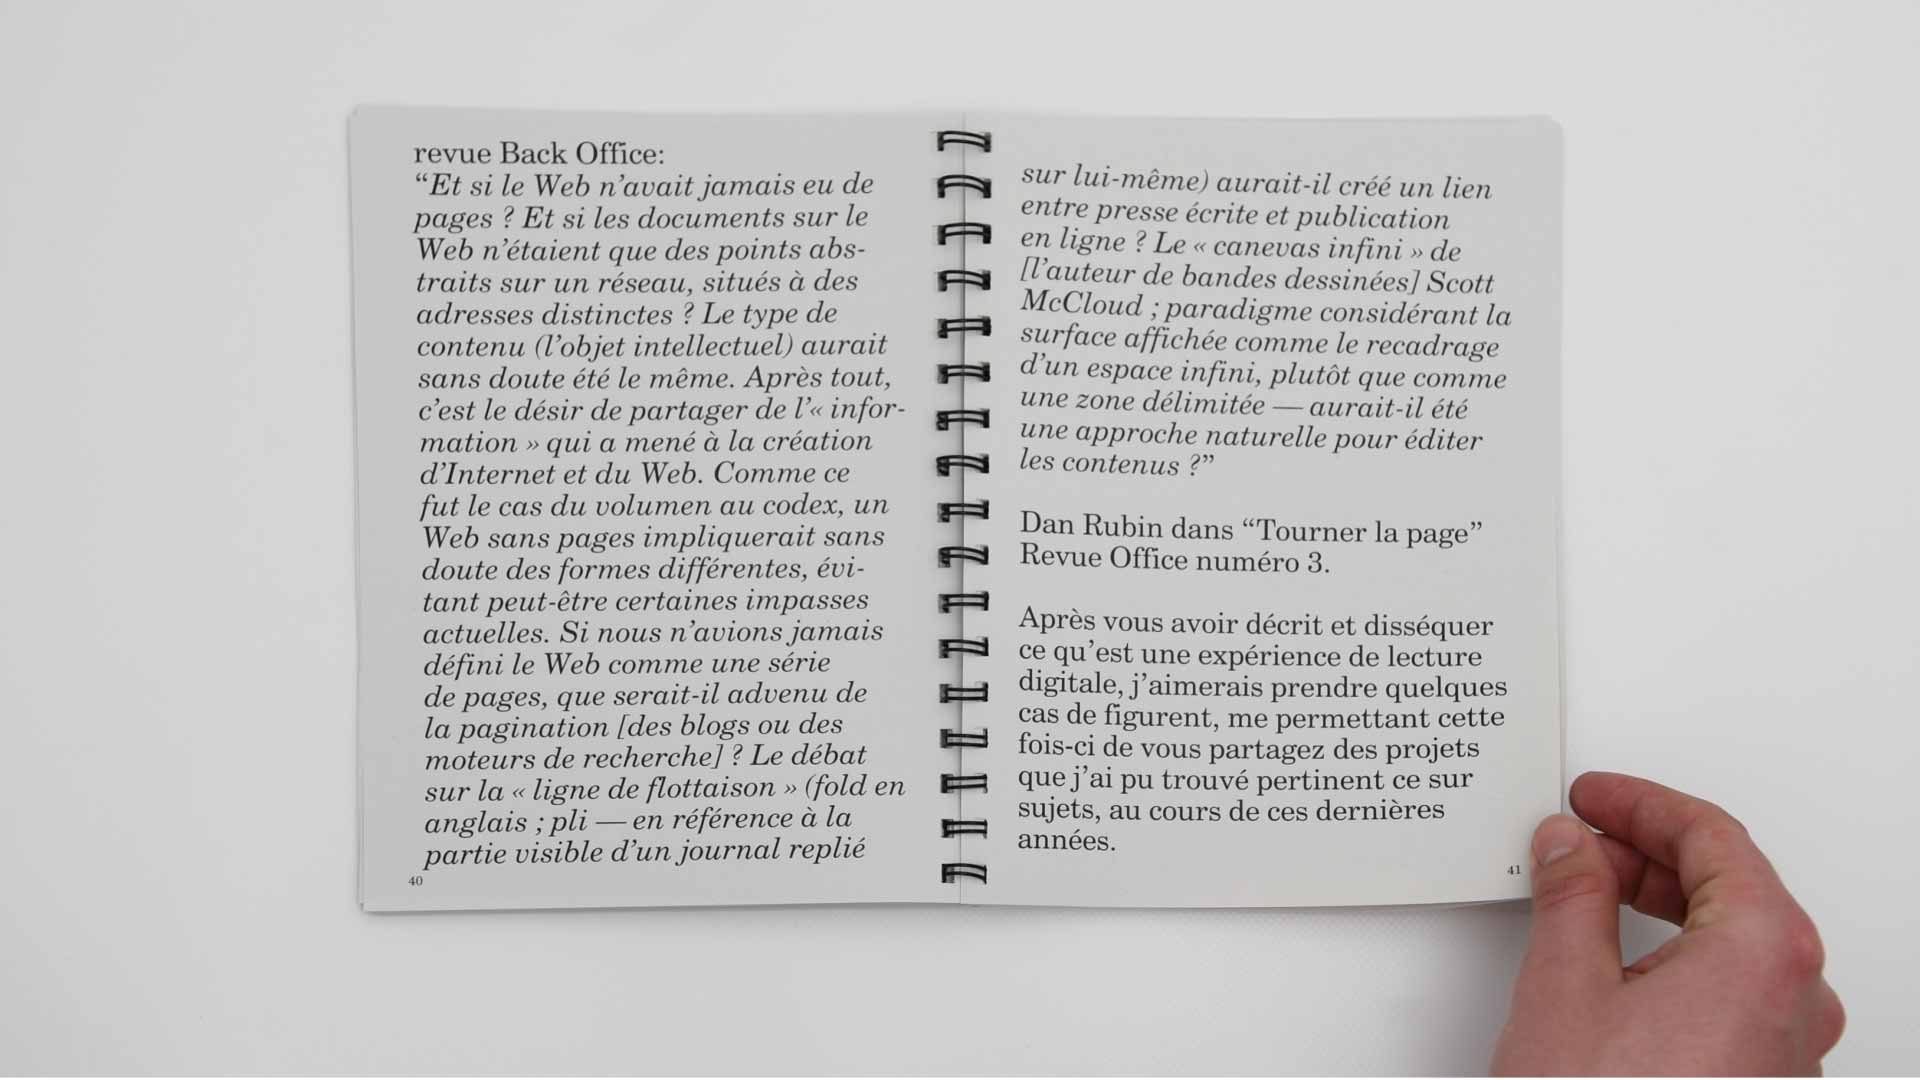 revue Back Office:
“Et si le Web n’avait jamais eu de
pages ? Et si les documents sur le
Web n’étaient que des points abs-
traits sur un réseau, situés à des
adresses distinctes ? Le type de
contenu (l’objet intellectuel) aurait
sans doute été le même. Après tout,
c’est le désir de partager de l’« infor-
mation » qui a mené à la création
d’Internet et du Web. Comme ce
fut le cas du volumen au codex, un
Web sans pages impliquerait sans
doute des formes différentes, évi-
tant peut-être certaines impasses
actuelles. Si nous n’avions jamais
défini le Web comme une série
de pages, que serait-il advenu de
la pagination [des blogs ou des
moteurs de recherche] ? Le débat
sur la « ligne de flottaison » (fold en
anglais ; pli — en référence à la
partie visible d’un journal replié
40
sur lui-même) aurait-il créé un lien
entre presse écrite et publication
en ligne ? Le « canevas infini » de
[l’auteur de bandes dessinées] Scott
McCloud ; paradigme considérant la
surface affichée comme le recadrage
d’un espace infini, plutôt que comme
une zone délimitée — aurait-il été
une approche naturelle pour éditer
les contenus ?”
Dan Rubin dans “Tourner la page”
Revue Office numéro 3.
Après vous avoir décrit et disséquer
ce qu’est une expérience de lecture
digitale, j’aimerais prendre quelques
cas de figurent, me permettant cette
fois-ci de vous partagez des projets
que j’ai pu trouvé pertinent ce sur
sujets, au cours de ces dernières
années.
41